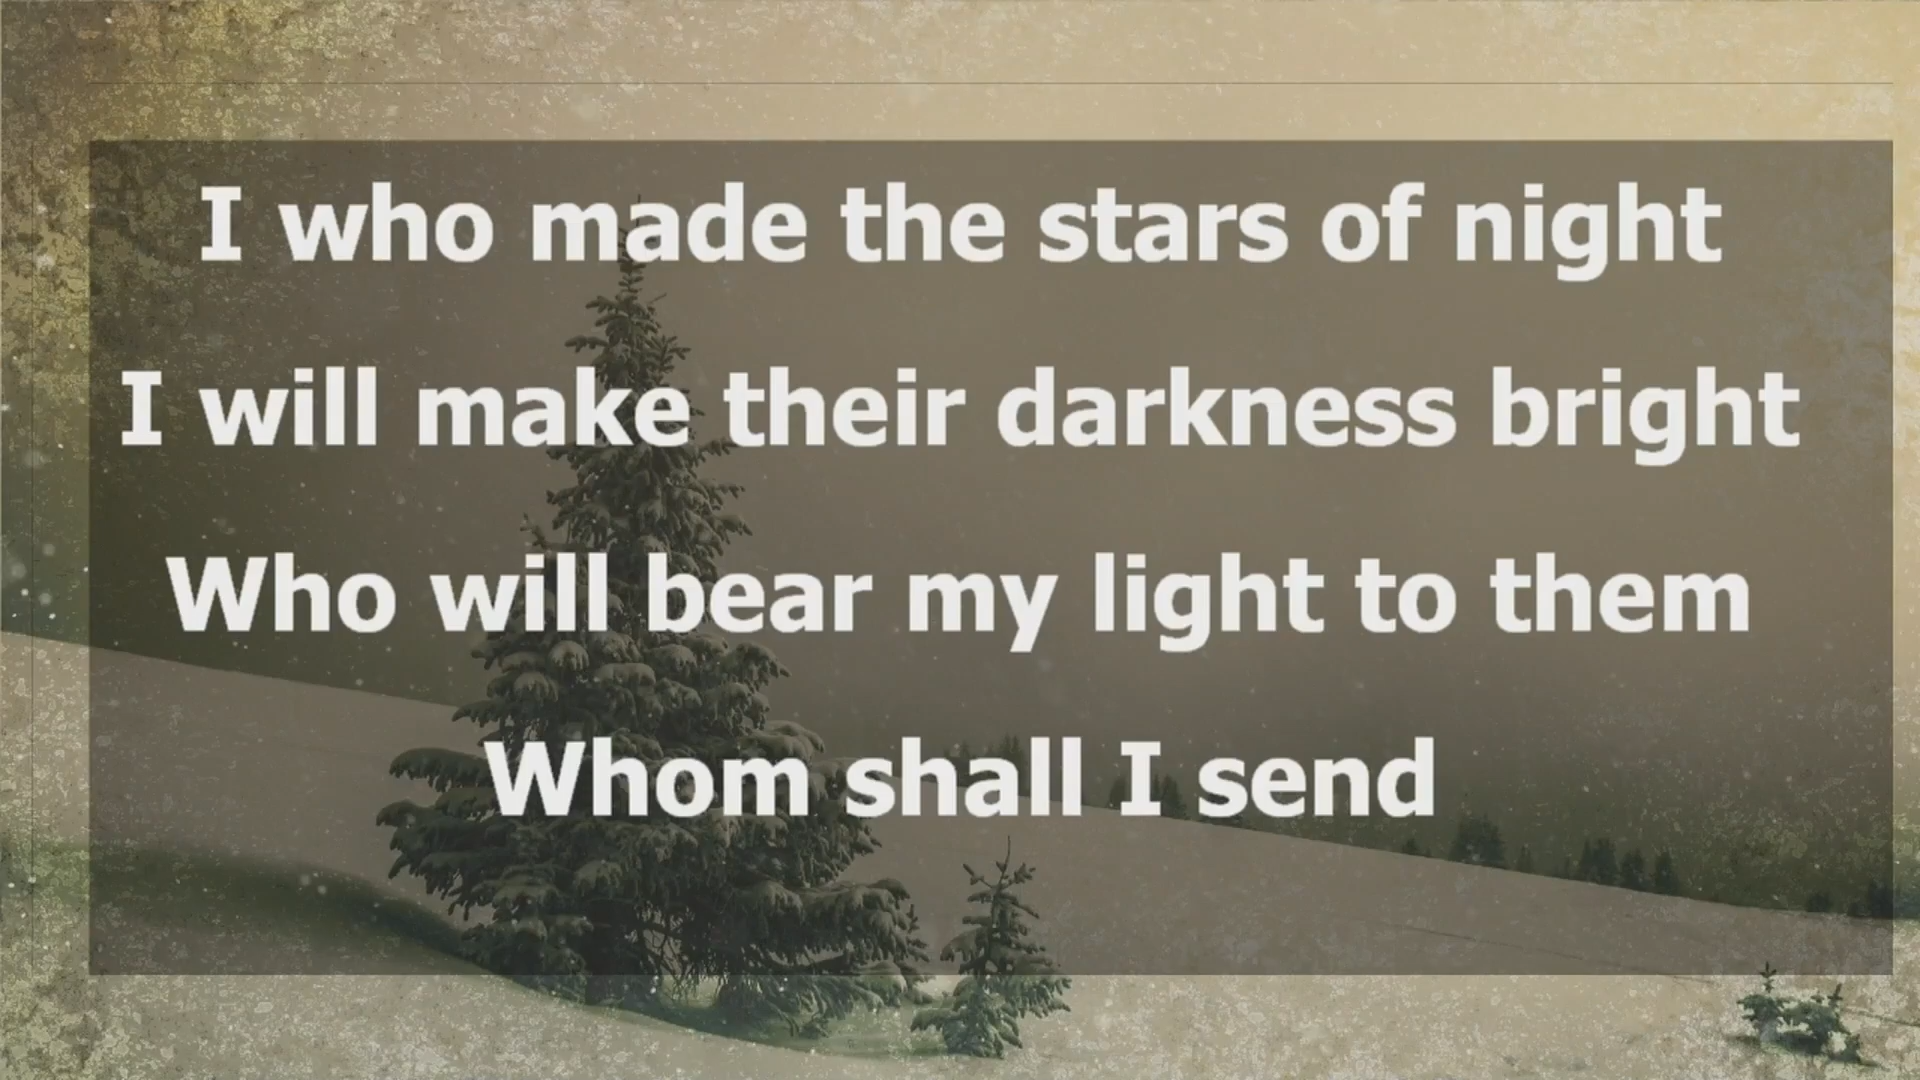 I who made the stars of night
I will make their darkness bright
Who will bear my light to them
Whom shall I send